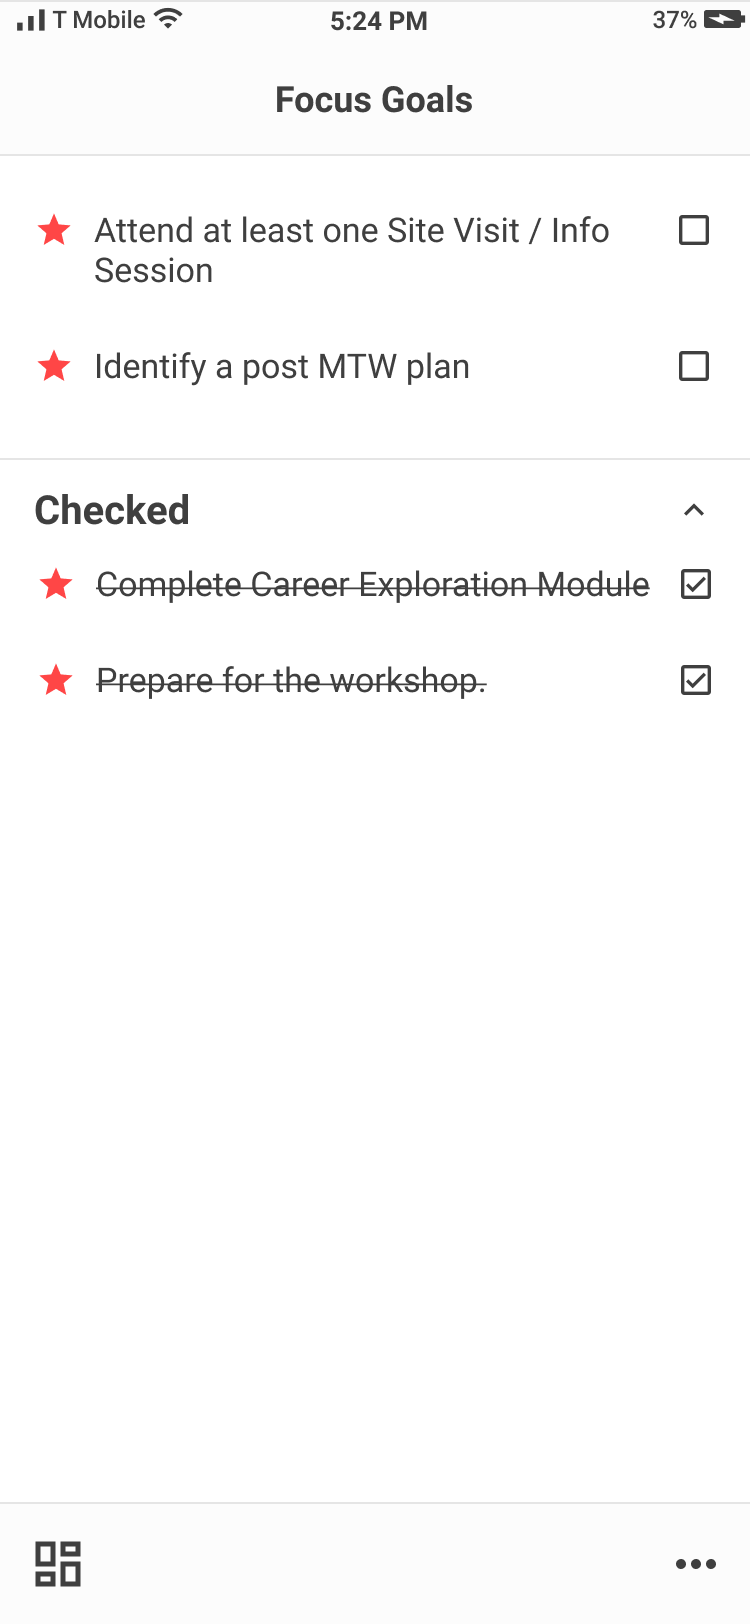 T Mobile 5:24 PM 37%
Focus Goals
Attend at least one Site Visit / Info
Session
Identify a post MTW plan
Checked
Complete Career Exploration Module
Prepare for the workshop.